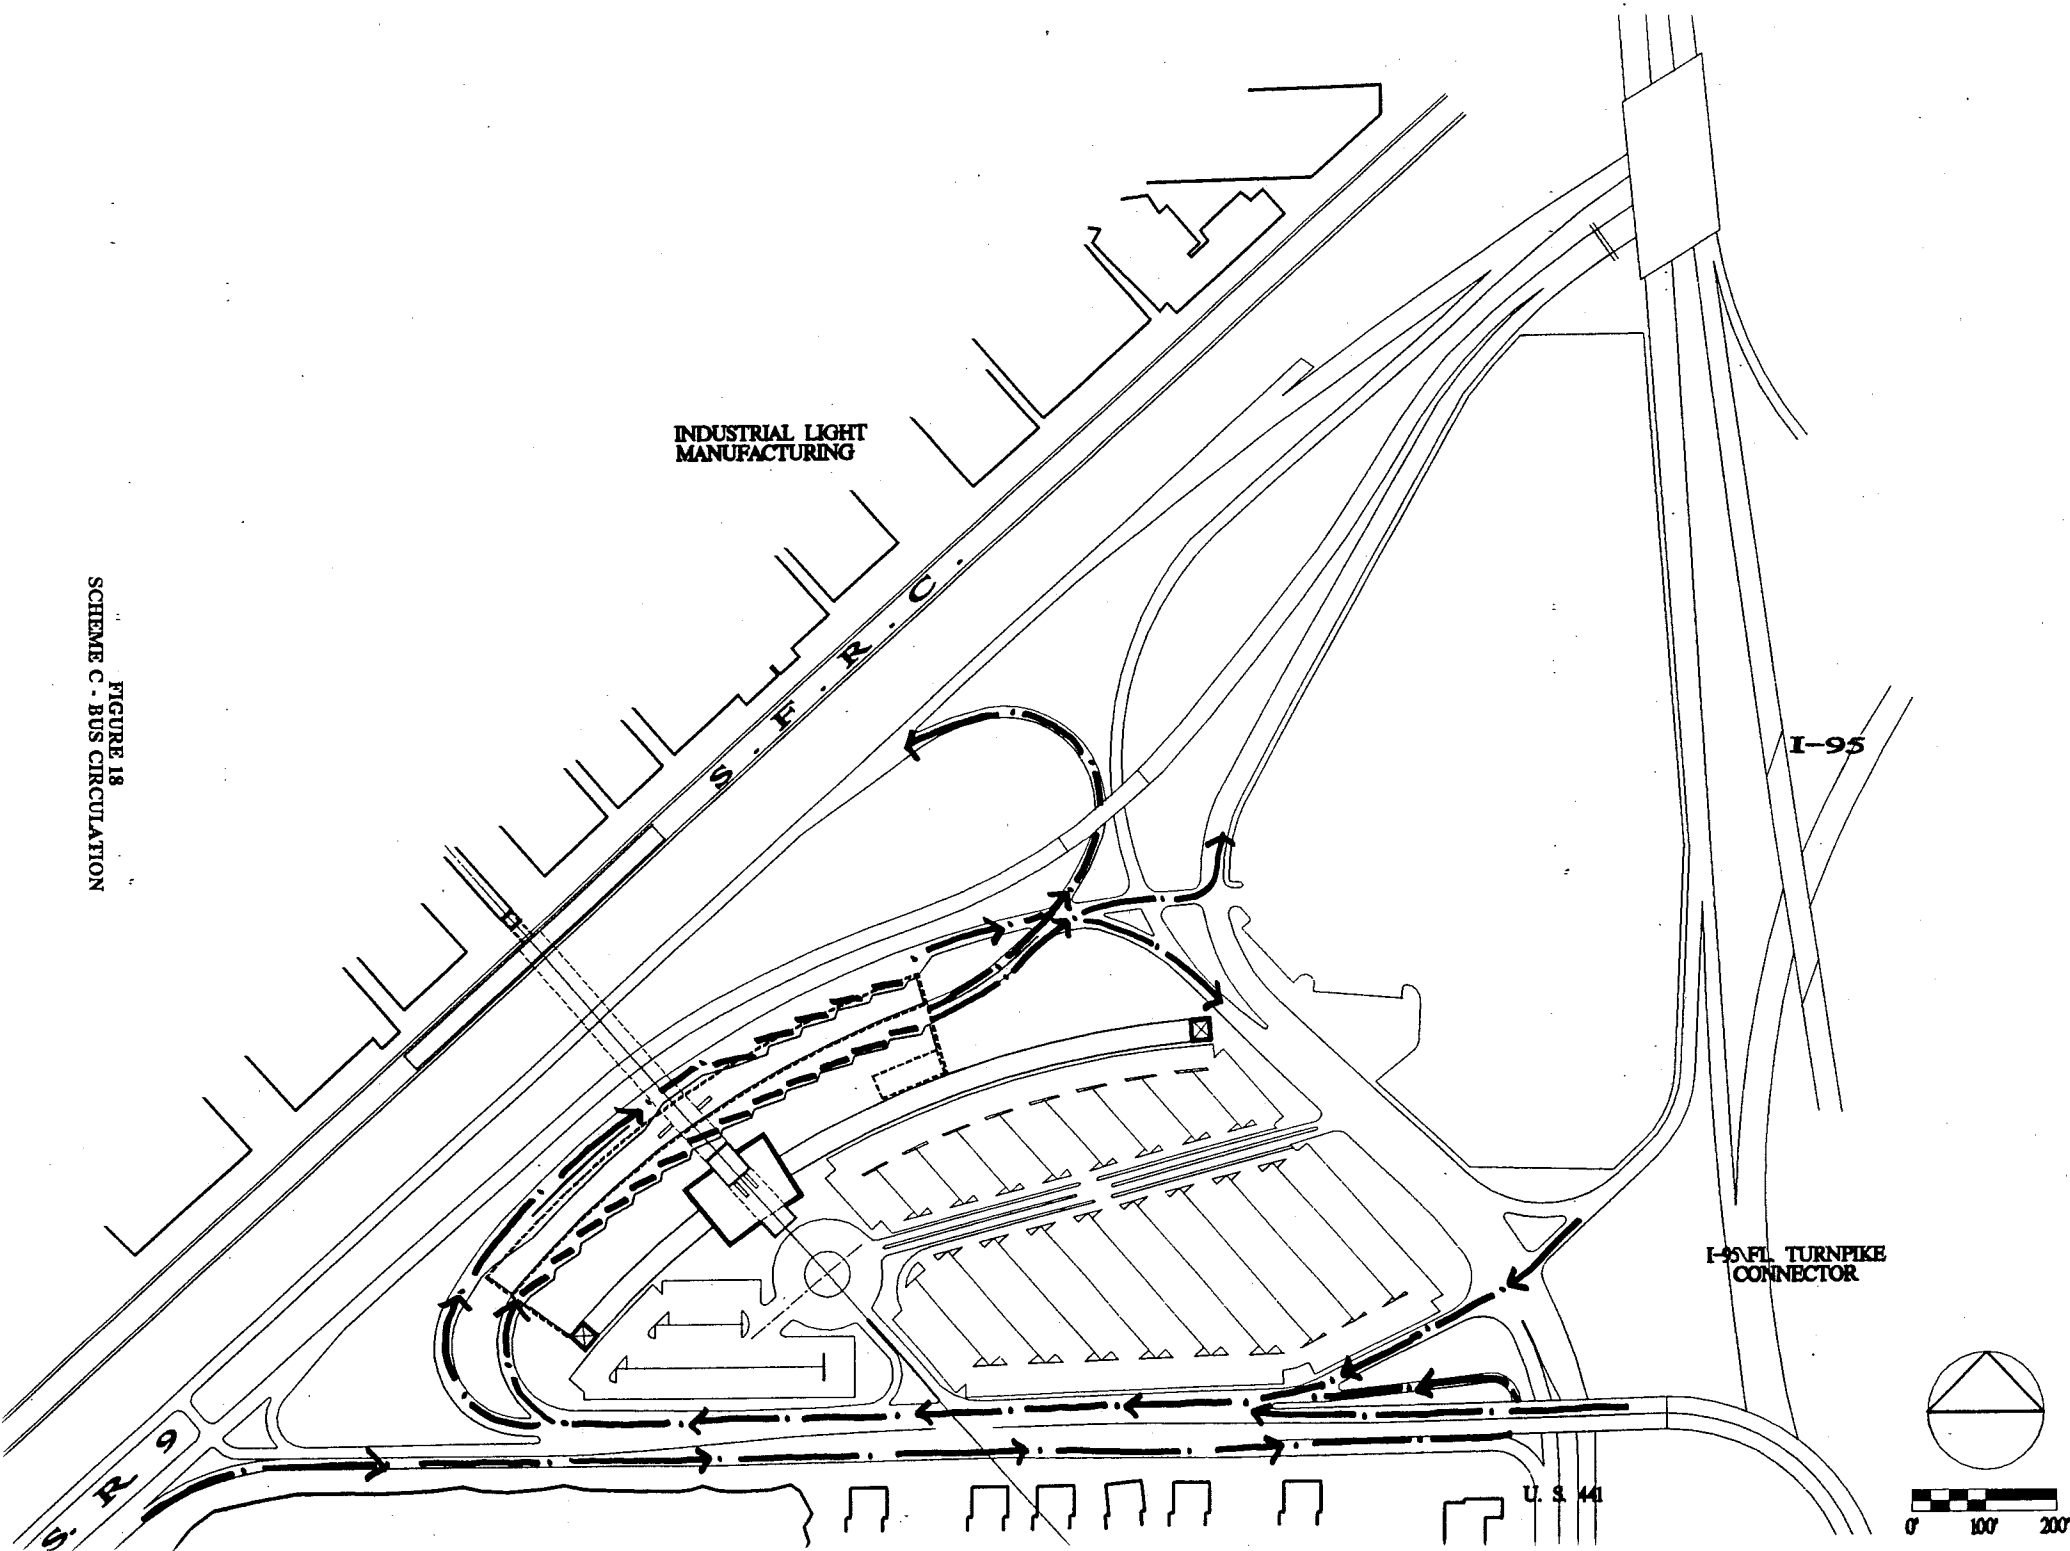 INDUSTRIAL LIGHT
MANUFACTURING
S. F. R. C.
FIGURE 18
SCHEME C - BUS CIRCULATION
I-95
I-95\FL. TURNPIKE
CONNECTOR
S. R 9
U. S. 441
0' 100' 200'